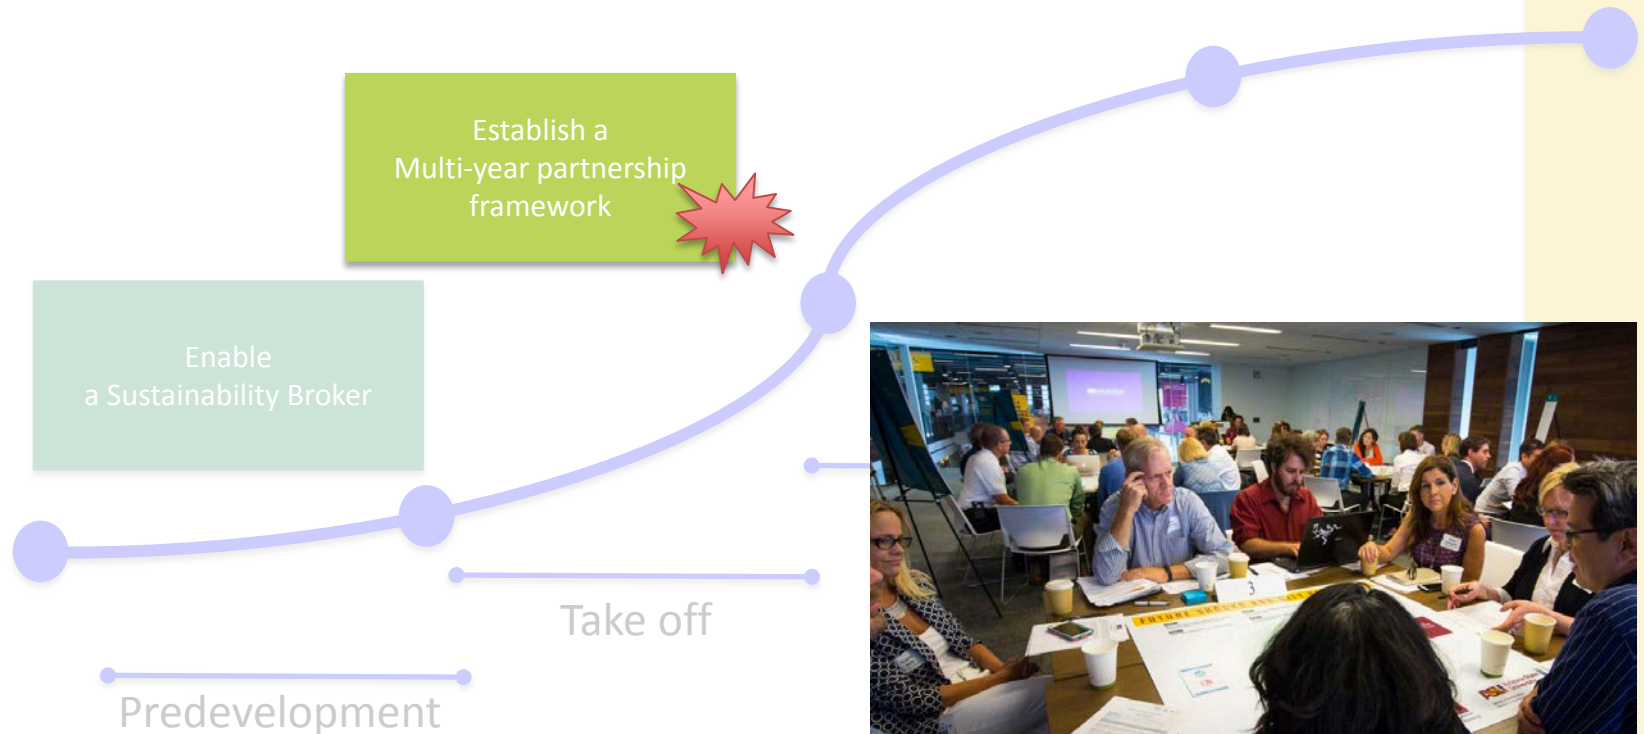 Establish a
Multi-year partnership
framework
Enable
a Sustainability Broker
Take off
Predevelopment
3